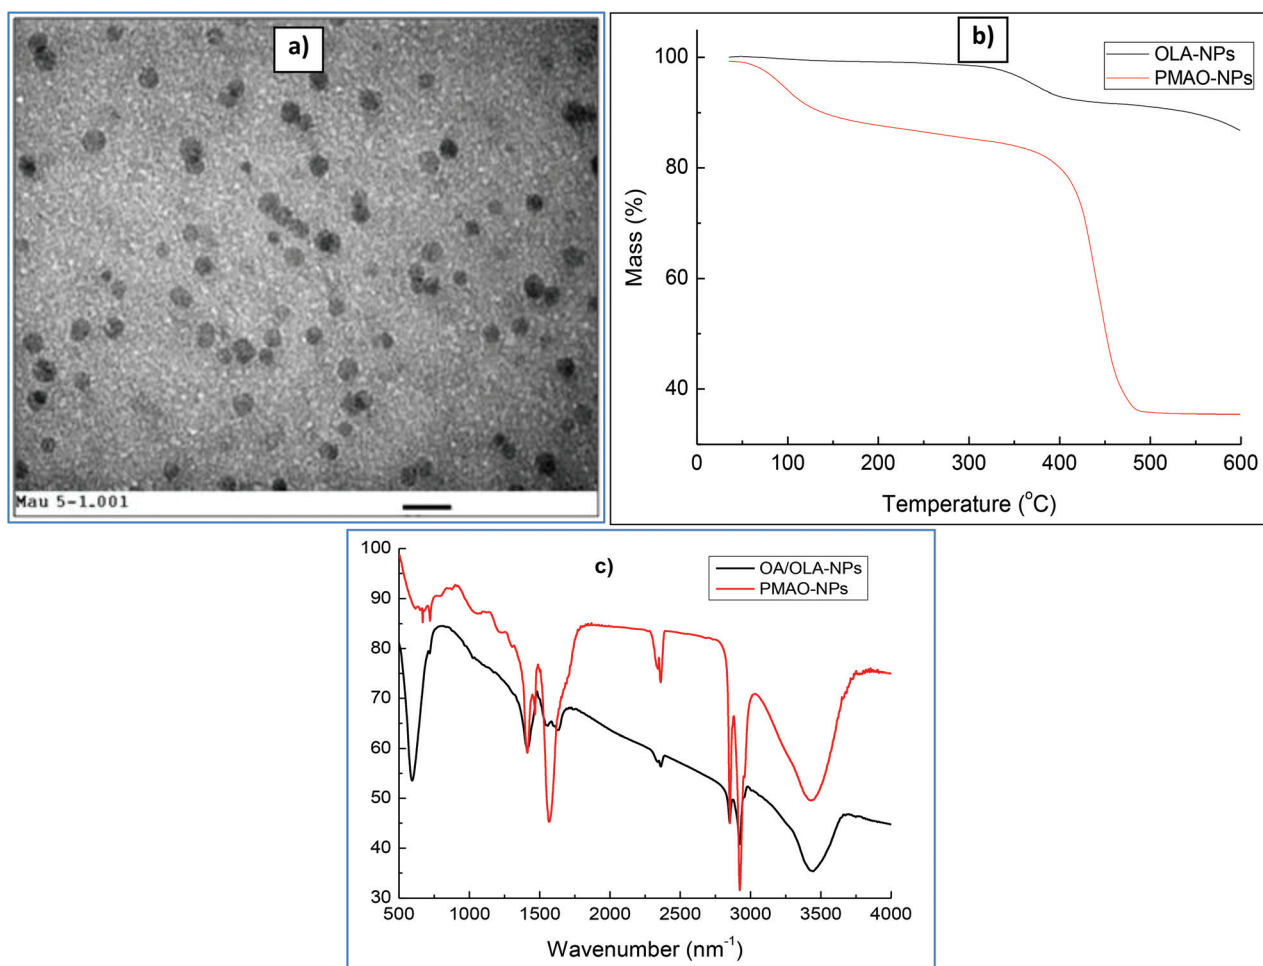 a)
Mau 5-1.001
b)
OLA-NPs
PMAO-NPs
100
80
60
40
Mass (%)
0 100 200 300 400 500 600
Temperature (°C)
c)
OA/OLA-NPs
PMAO-NPs
100
90
80
70
60
50
40
30
500 1000 1500 2000 2500 3000 3500 4000
Wavenumber (nm⁻¹)